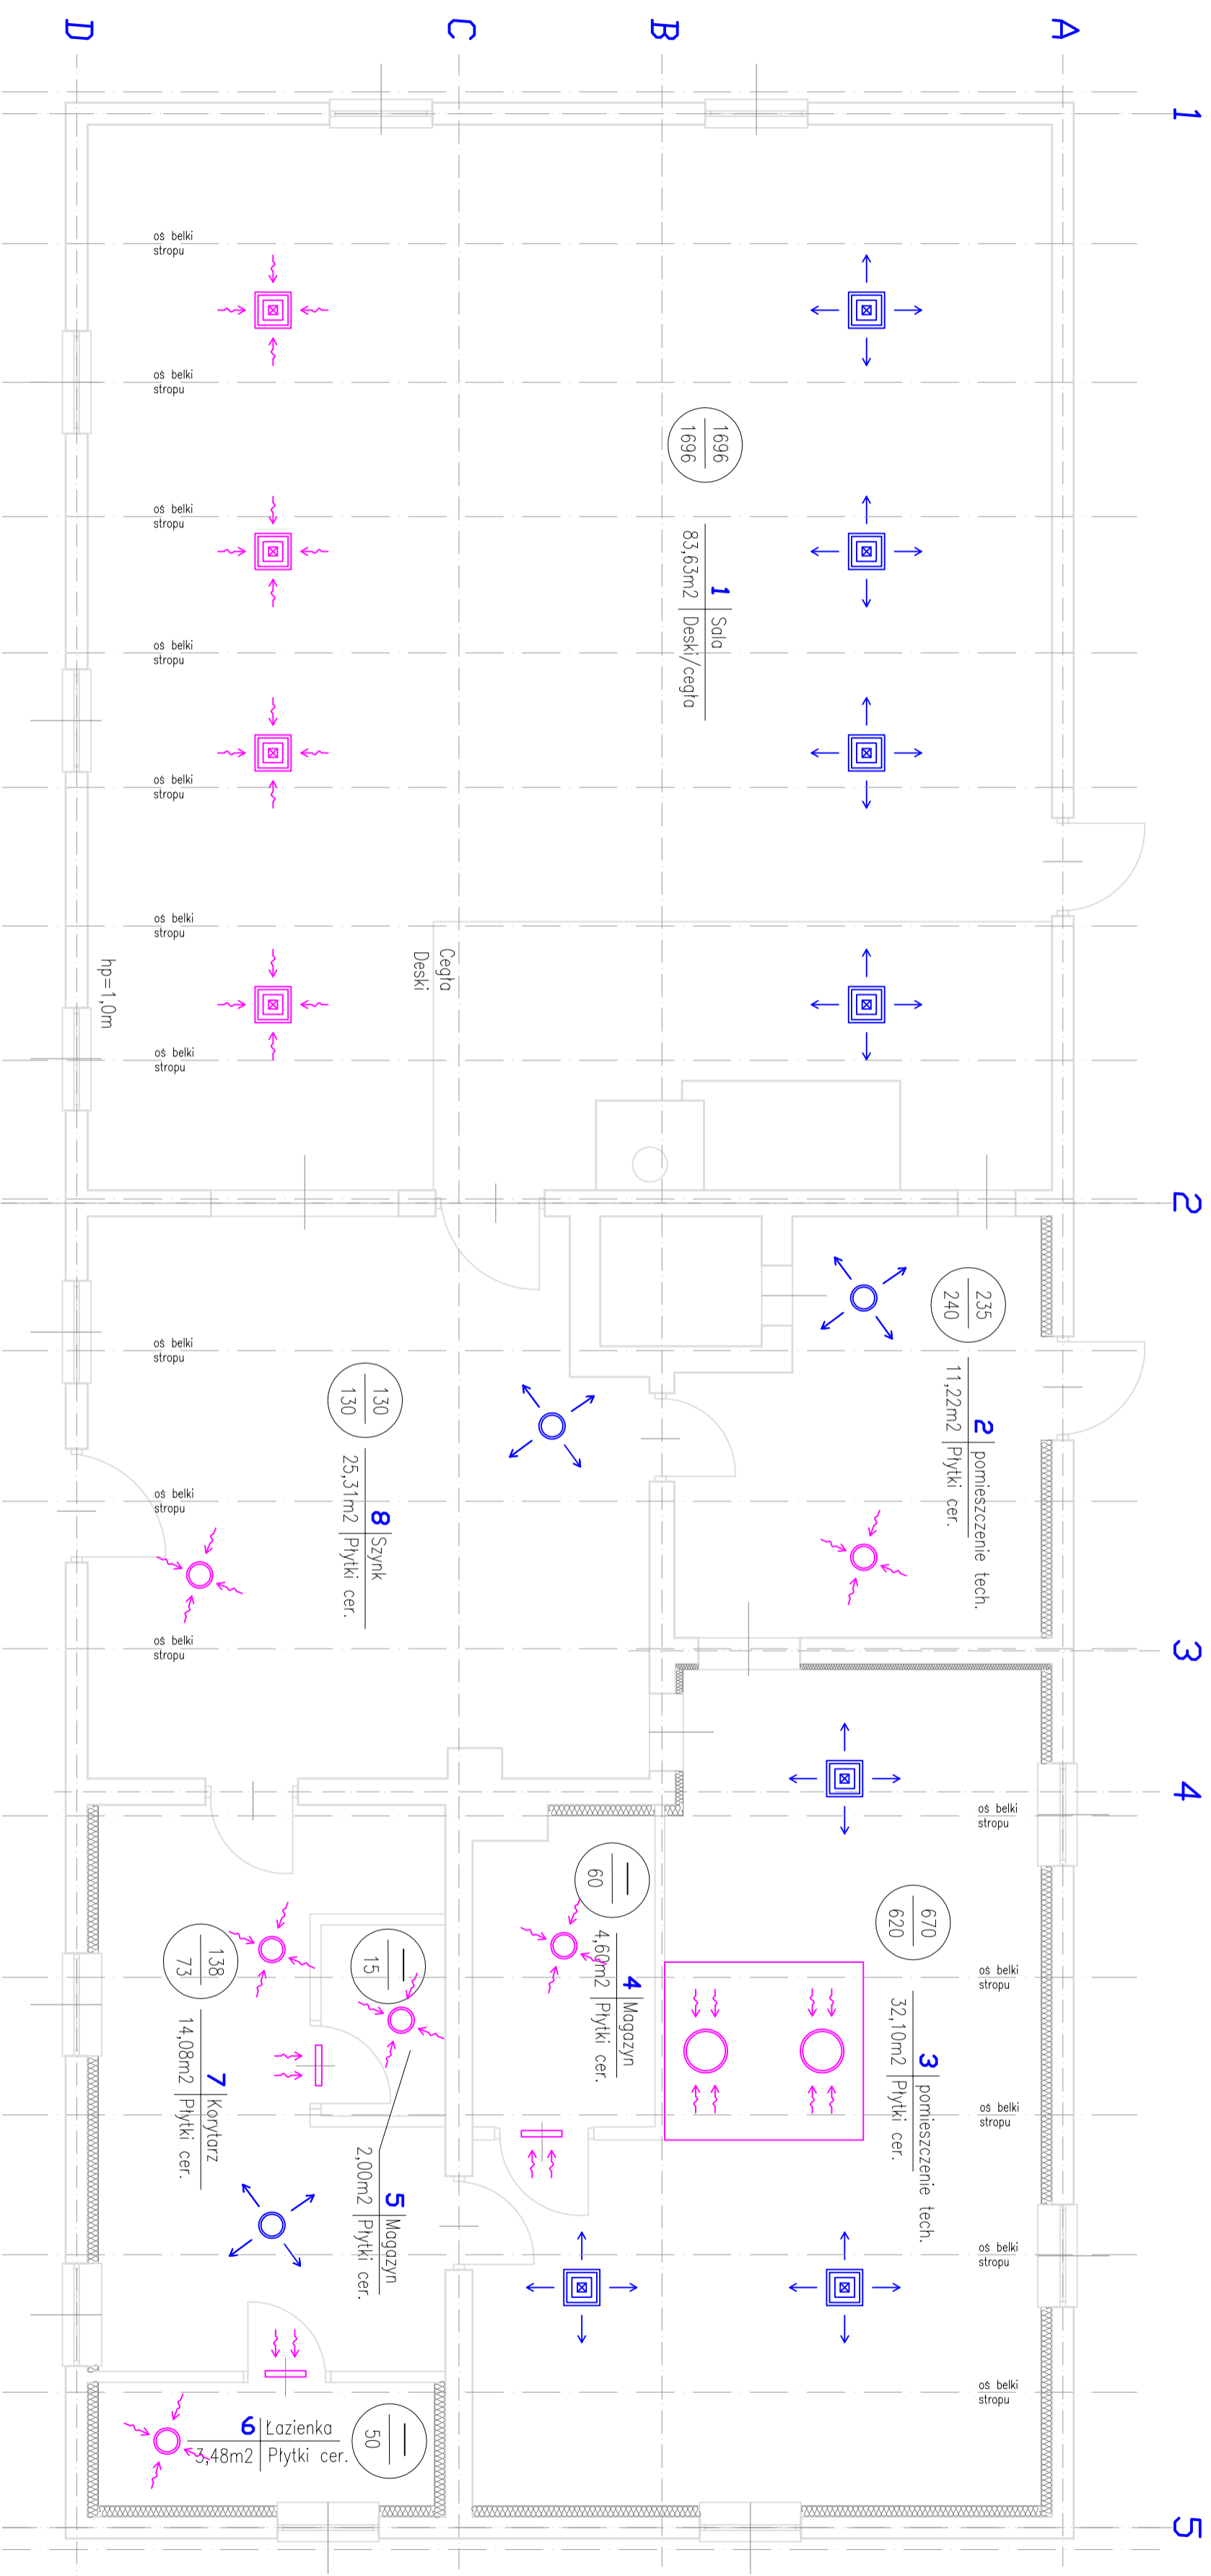 D
C
B
A
1
2
3
4
5
oś belki
stropu
oś belki
stropu
oś belki
stropu
oś belki
stropu
oś belki
stropu
oś belki
stropu
oś belki
stropu
1696
1696
1 Sala
83,63m2 Deski/cegła
Cegła
Deski
hp=1,0m
235
240
2 pomieszczenie tech.
11,22m2 Płytki cer.
oś belki
stropu
oś belki
stropu
oś belki
stropu
130
130
8 Szynk
25,31m2 Płytki cer.
oś belki
stropu
oś belki
stropu
oś belki
stropu
oś belki
stropu
oś belki
stropu
670
620
3 pomieszczenie tech.
32,10m2 Płytki cer.
—
60
4 Magazyn
4,60m2 Płytki cer.
—
15
5 Magazyn
2,00m2 Płytki cer.
138
73
7 Korytarz
14,08m2 Płytki cer.
—
50
6 Łazienka
3,48m2 Płytki cer.